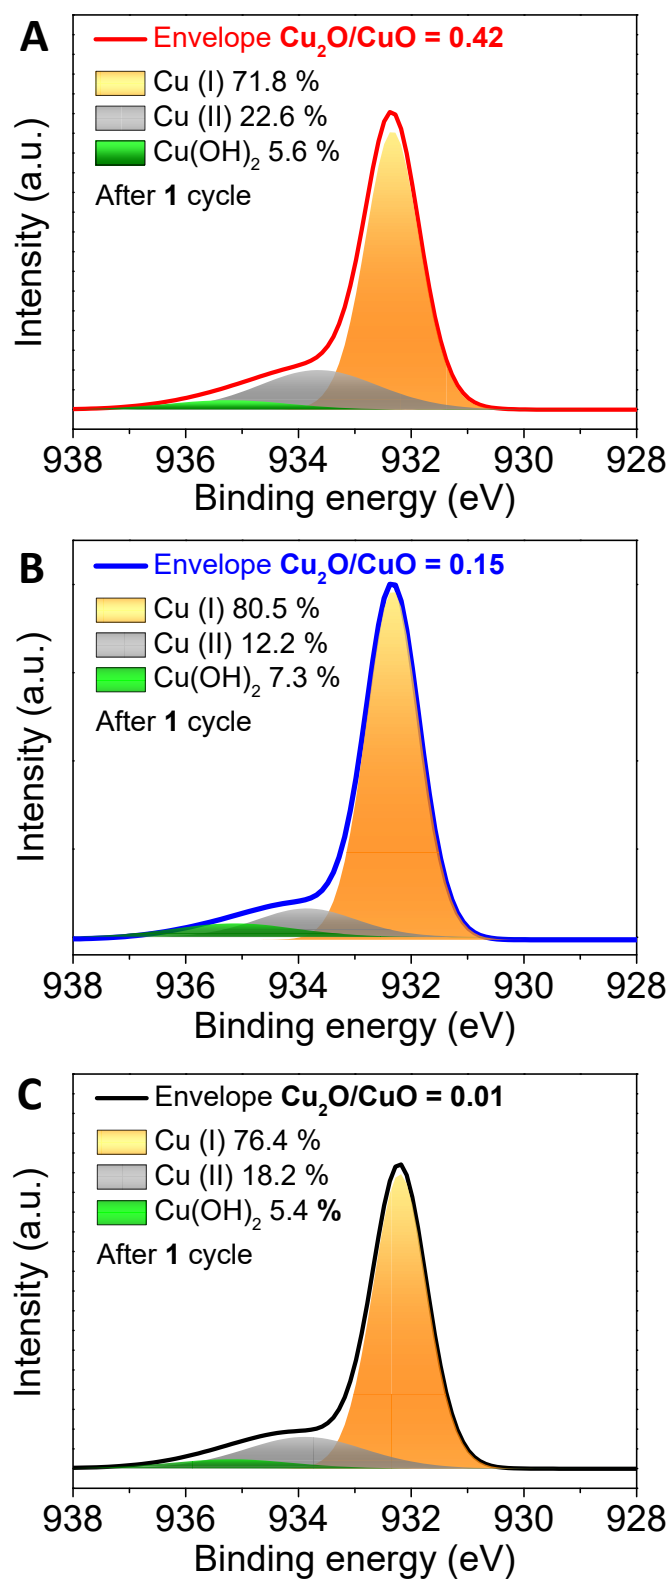 A
Envelope Cu₂O/CuO = 0.42
Cu (I) 71.8 %
Cu (II) 22.6 %
Cu(OH)₂ 5.6 %
After 1 cycle
Intensity (a.u.)
938 936 934 932 930 928
Binding energy (eV)
B
Envelope Cu₂O/CuO = 0.15
Cu (I) 80.5 %
Cu (II) 12.2 %
Cu(OH)₂ 7.3 %
After 1 cycle
Intensity (a.u.)
938 936 934 932 930 928
Binding energy (eV)
C
Envelope Cu₂O/CuO = 0.01
Cu (I) 76.4 %
Cu (II) 18.2 %
Cu(OH)₂ 5.4 %
After 1 cycle
Intensity (a.u.)
938 936 934 932 930 928
Binding energy (eV)